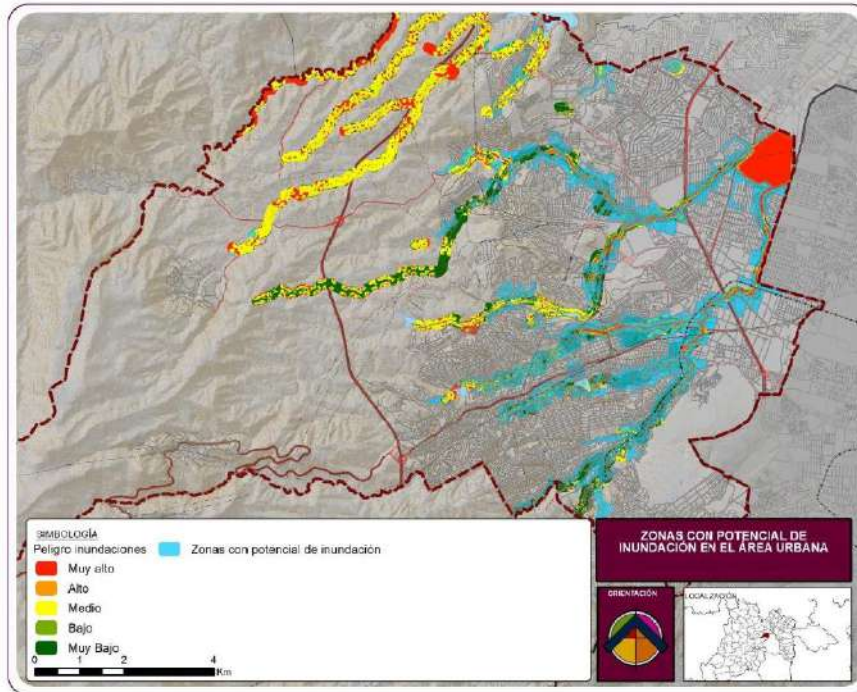 SIMBOLOGÍA
Peligro inundaciones
Zonas con potencial de inundación
Muy alto
Alto
Medio
Bajo
Muy Bajo
0 1 2 4
Km
ZONAS CON POTENCIAL DE
INUNDACIÓN EN EL ÁREA URBANA
ORIENTACIÓN
LOCALIZACIÓN